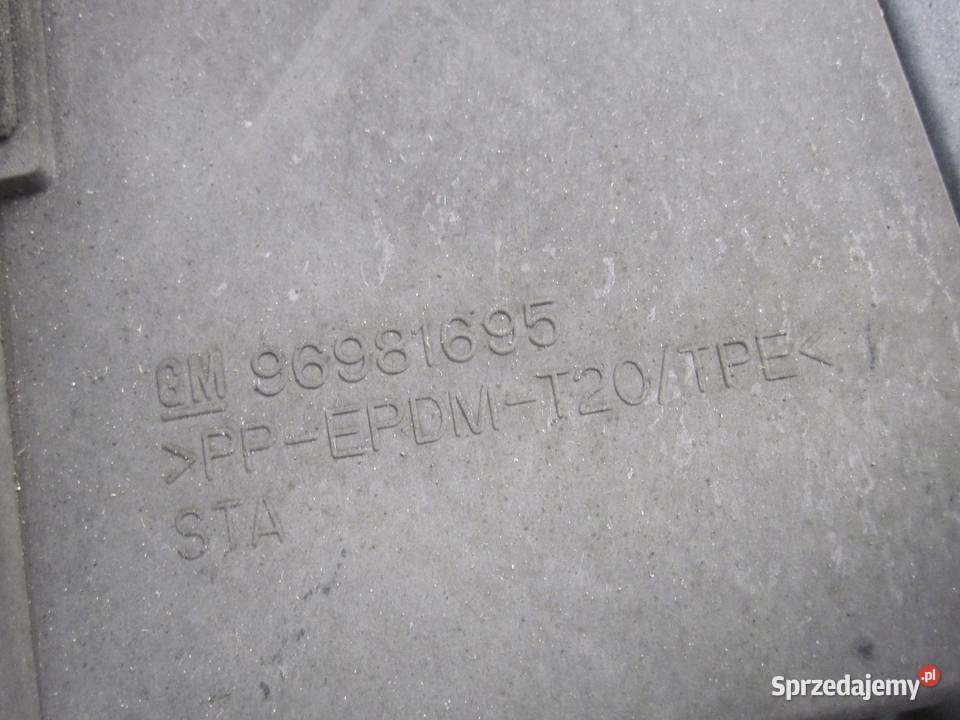 GM 96981695
>PP-EPDM-T20/TPE<
STA
Sprzedajemy.pl